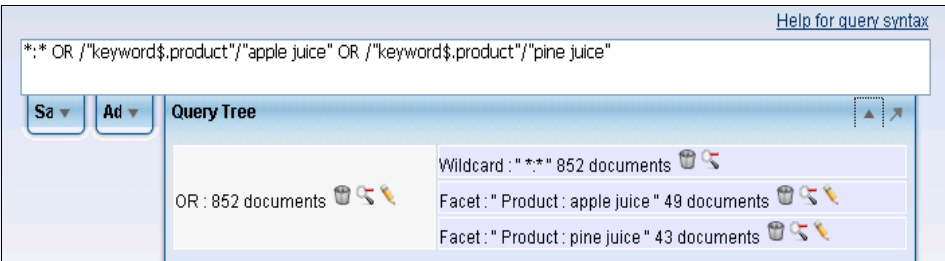 Help for query syntax
*:* OR /"keyword$.product"/"apple juice" OR /"keyword$.product"/"pine juice"
Sa Ad Query Tree
Wildcard : " *:* " 852 documents
OR : 852 documents
Facet : " Product : apple juice " 49 documents
Facet : " Product : pine juice " 43 documents